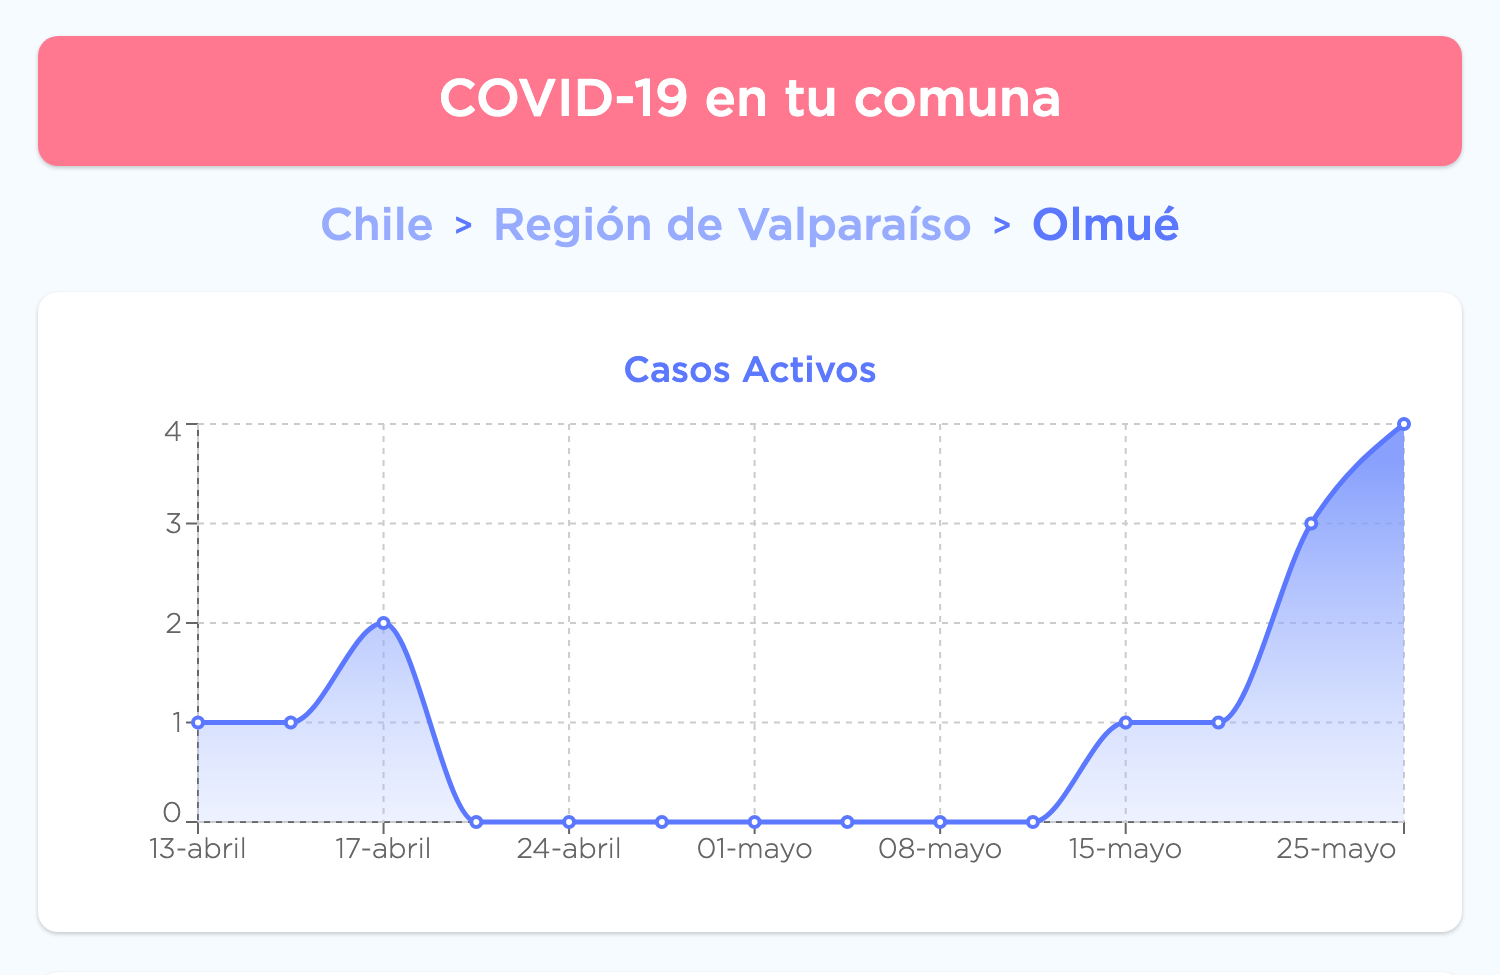 COVID-19 en tu comuna
Chile > Región de Valparaíso > Olmué
Casos Activos
4
3
2
1
0
13-abril 17-abril 24-abril 01-mayo 08-mayo 15-mayo 25-mayo